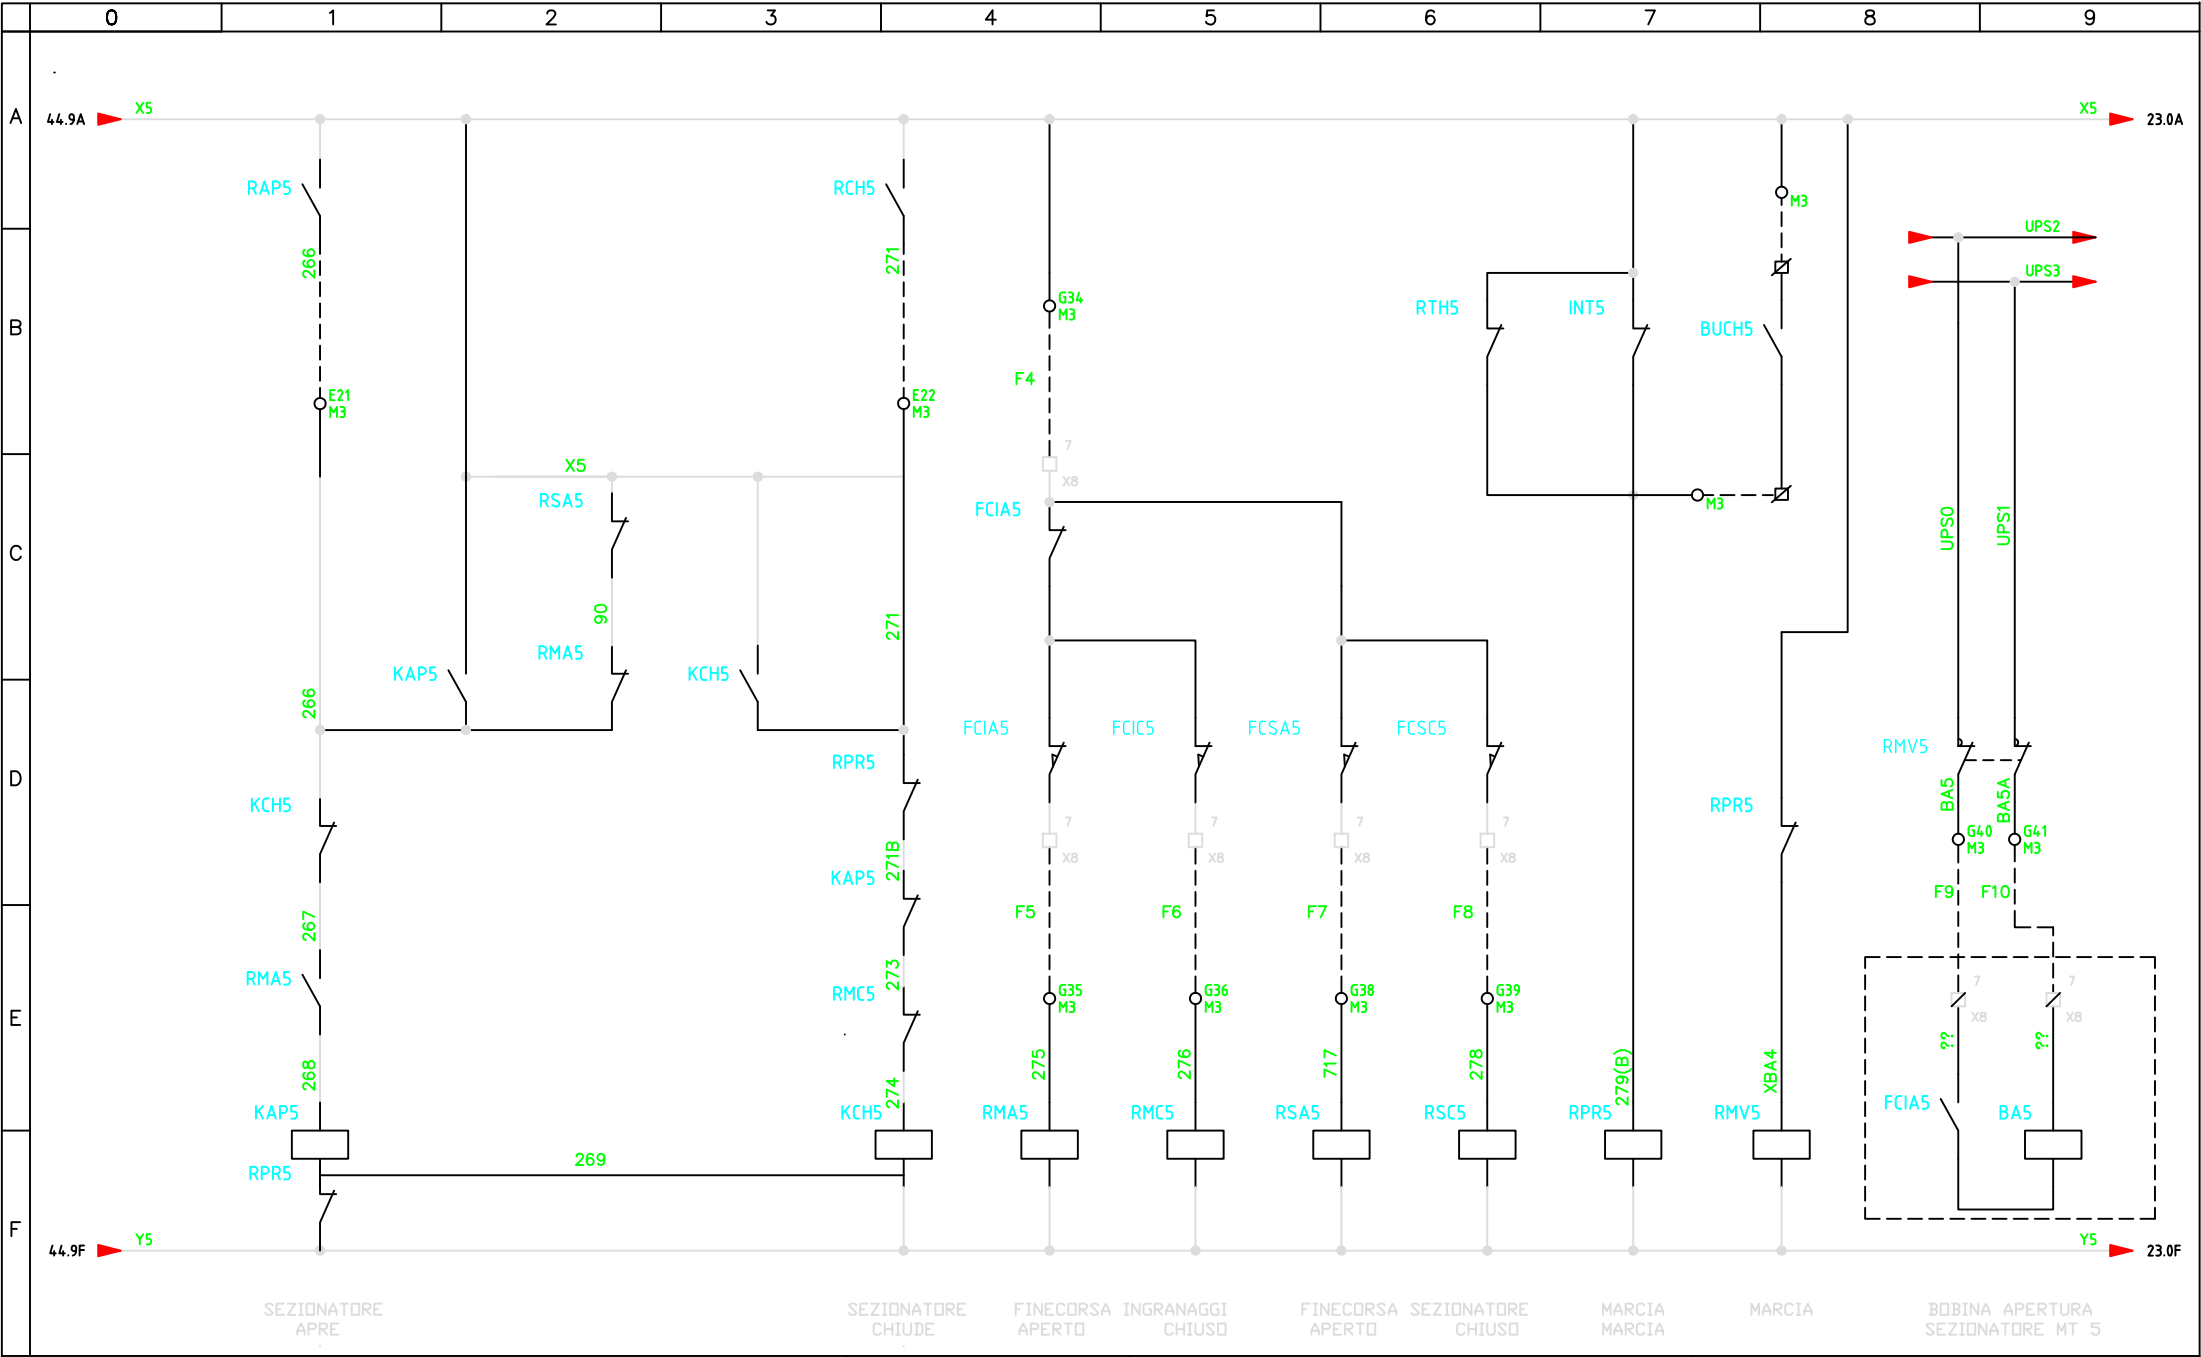 0 1 2 3 4 5 6 7 8 9
A
44.9A X5 X5 23.0A
RAP5 RCH5
M3
UPS2
266 271
UPS3
B
G34
M3
RTH5 INT5 BUCH5
F4
E21
M3
E22
M3
7
X5
X8
RSA5 FCIA5
M3
C
UPS0 UPS1
90 271
RMA5
KAP5 KCH5
266
FCIA5 FCIC5 FCSA5 FCSC5
RMV5
RPR5
D
KCH5 RPR5
BA5 BA5A
7 7 7 7
G40
M3
G41
M3
X8 X8 X8 X8
271B
KAP5
F9 F10
F5 F6 F7 F8
267
273
RMA5 RMC5
7 7
G35
M3
G36
M3
G38
M3
G39
M3
X8 X8
E
?? ??
268 274 275 276 717 278 279(B) XBA4
FCIA5 BA5
KAP5 KCH5 RMA5 RMC5 RSA5 RSC5 RPR5 RMV5
269
RPR5
F
44.9F Y5 Y5 23.0F
SEZIONATORE
APRE
SEZIONATORE
CHIUDE
FINECORSA INGRANAGGI
APERTO CHIUSO
FINECORSA SEZIONATORE
APERTO CHIUSO
MARCIA
MARCIA
MARCIA
BOBINA APERTURA
SEZIONATORE MT 5